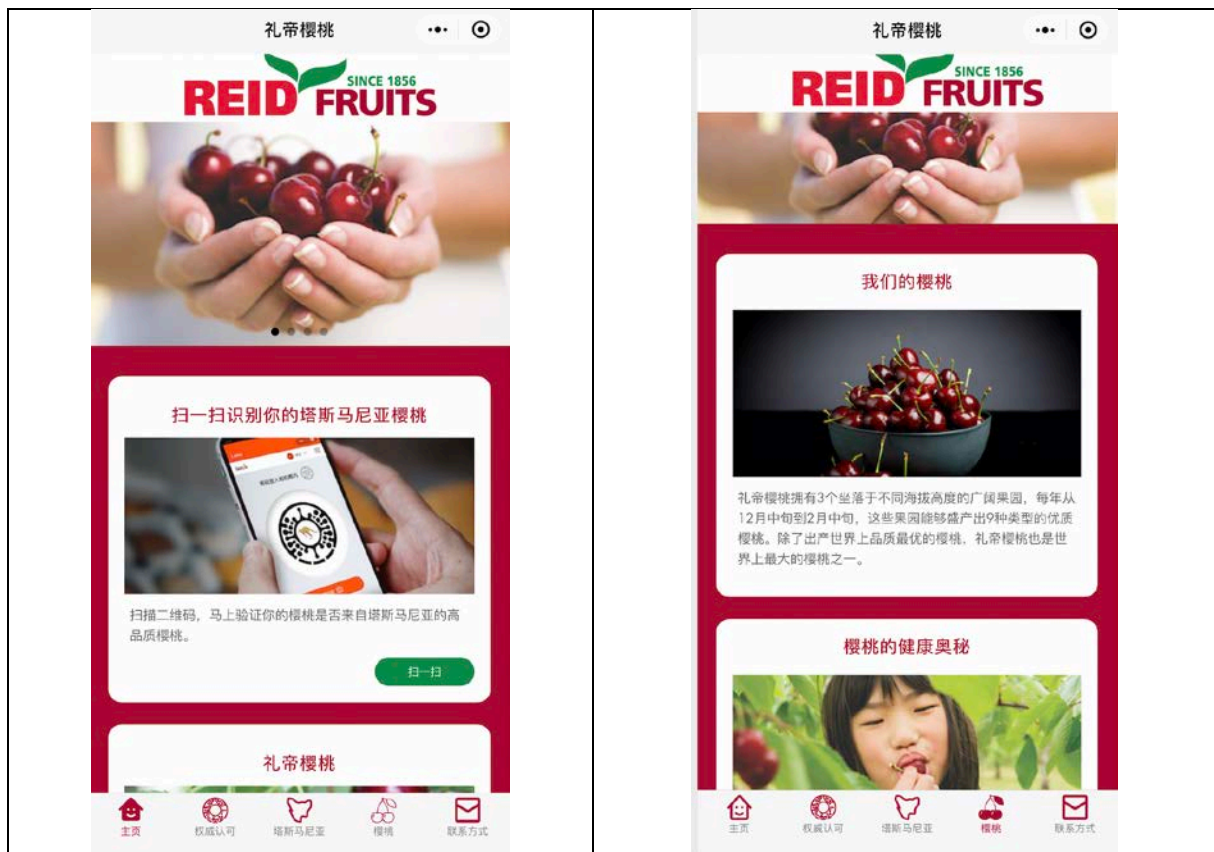 礼帝樱桃
SINCE 1856
REID FRUITS
扫一扫识别你的塔斯马尼亚樱桃
扫描二维码，马上验证你的樱桃是否来自塔斯马尼亚的高
品质樱桃。
扫一扫
礼帝樱桃
主页
权威认可
塔斯马尼亚
樱桃
联系方式
礼帝樱桃
SINCE 1856
REID FRUITS
我们的樱桃
礼帝樱桃拥有3个坐落于不同海拔高度的广阔果园，每年从
12月中旬到2月中旬，这些果园能够盛产出9种类型的优质
樱桃。除了出产世界上品质最优的樱桃、礼帝樱桃也是世
界上最大的樱桃之一。
樱桃的健康奥秘
主页
权威认可
塔斯马尼亚
樱桃
联系方式